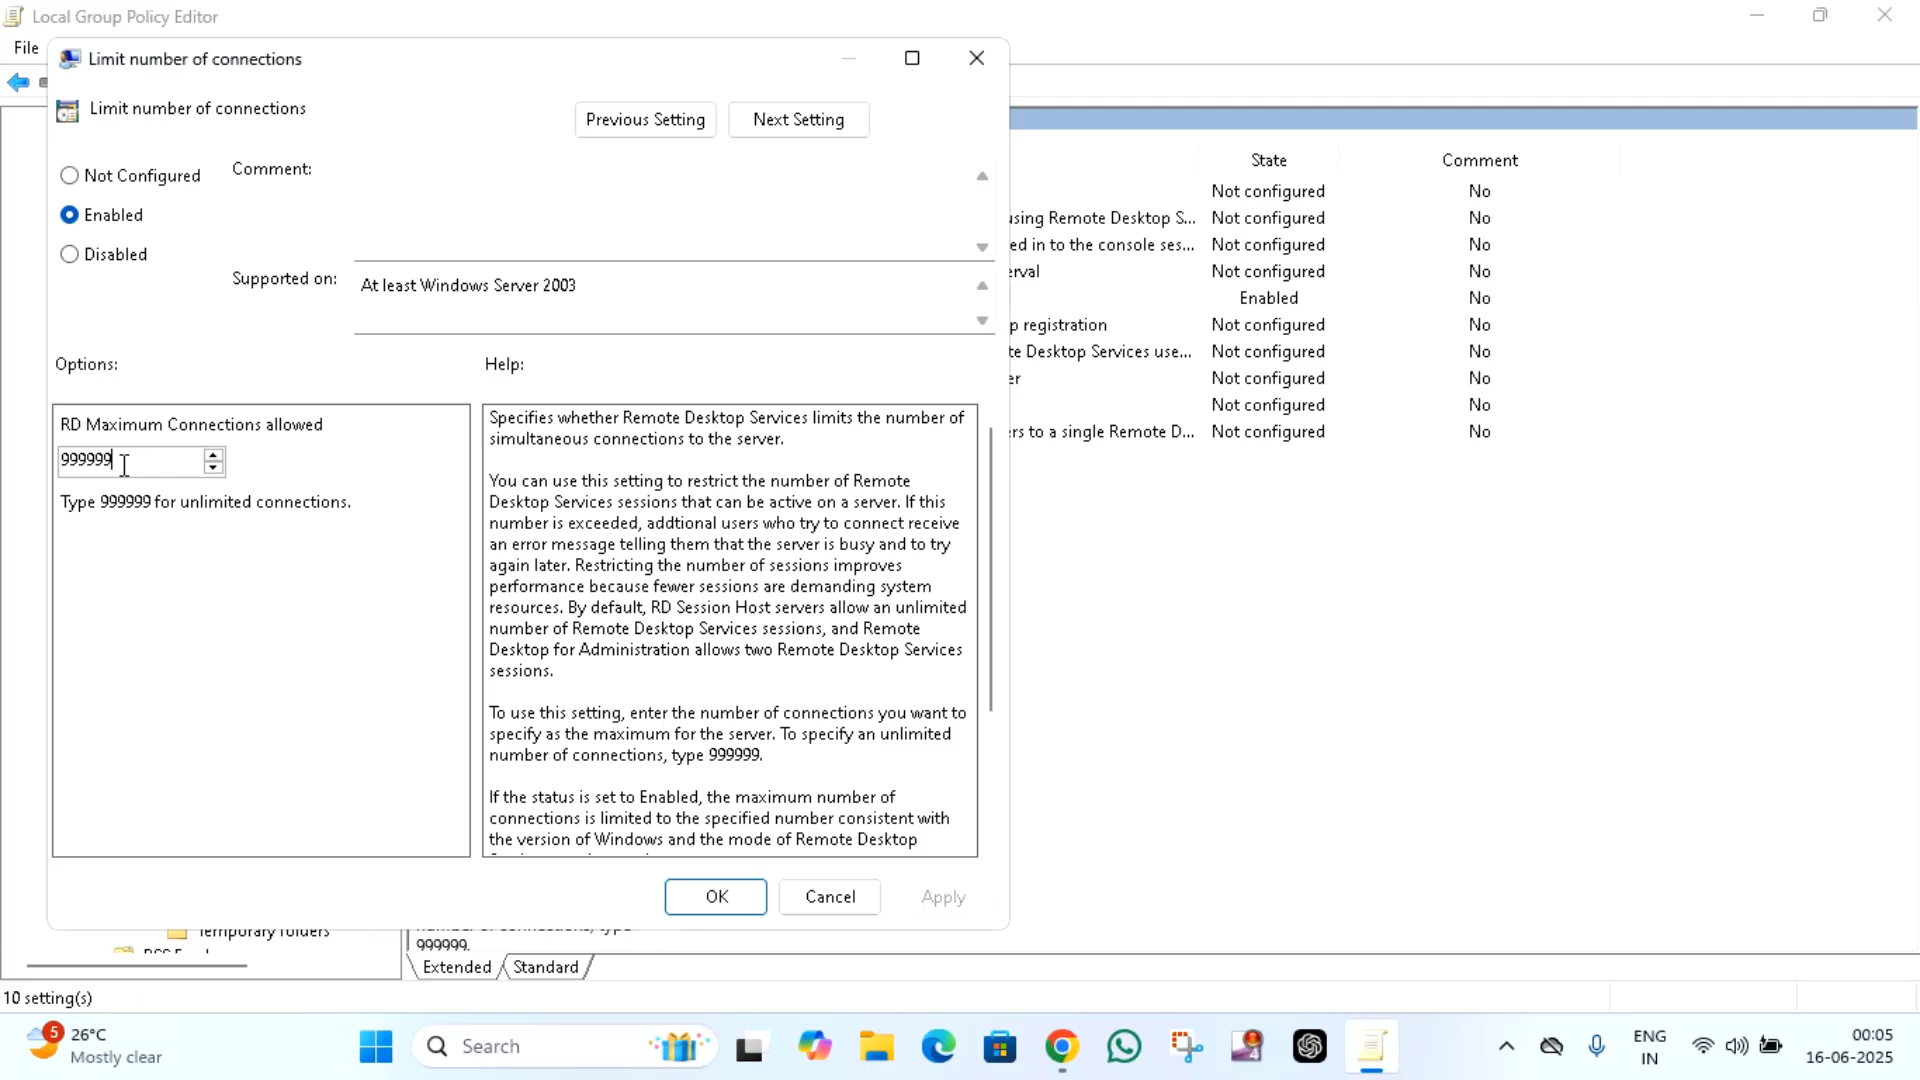 Local Group Policy Editor
File
Limit number of connections
Limit number of connections
Previous Setting
Next Setting
Not Configured
Enabled
Disabled
Comment:
Supported on:
At least Windows Server 2003
Options:
Help:
RD Maximum Connections allowed
999999
Type 999999 for unlimited connections.
Specifies whether Remote Desktop Services limits the number of
simultaneous connections to the server.
You can use this setting to restrict the number of Remote
Desktop Services sessions that can be active on a server. If this
number is exceeded, addtional users who try to connect receive
an error message telling them that the server is busy and to try
again later. Restricting the number of sessions improves
performance because fewer sessions are demanding system
resources. By default, RD Session Host servers allow an unlimited
number of Remote Desktop Services sessions, and Remote
Desktop for Administration allows two Remote Desktop Services
sessions.
To use this setting, enter the number of connections you want to
specify as the maximum for the server. To specify an unlimited
number of connections, type 999999.
If the status is set to Enabled, the maximum number of
connections is limited to the specified number consistent with
the version of Windows and the mode of Remote Desktop
OK
Cancel
Apply
State Comment
Not configured No
using Remote Desktop S... Not configured No
ed in to the console ses... Not configured No
erval Not configured No
Enabled No
p registration Not configured No
te Desktop Services use... Not configured No
er Not configured No
Not configured No
rs to a single Remote D... Not configured No
Temporary folders
999999.
Extended
Standard
10 setting(s)
5
26°C
Mostly clear
Search
ENG
IN
00:05
16-06-2025